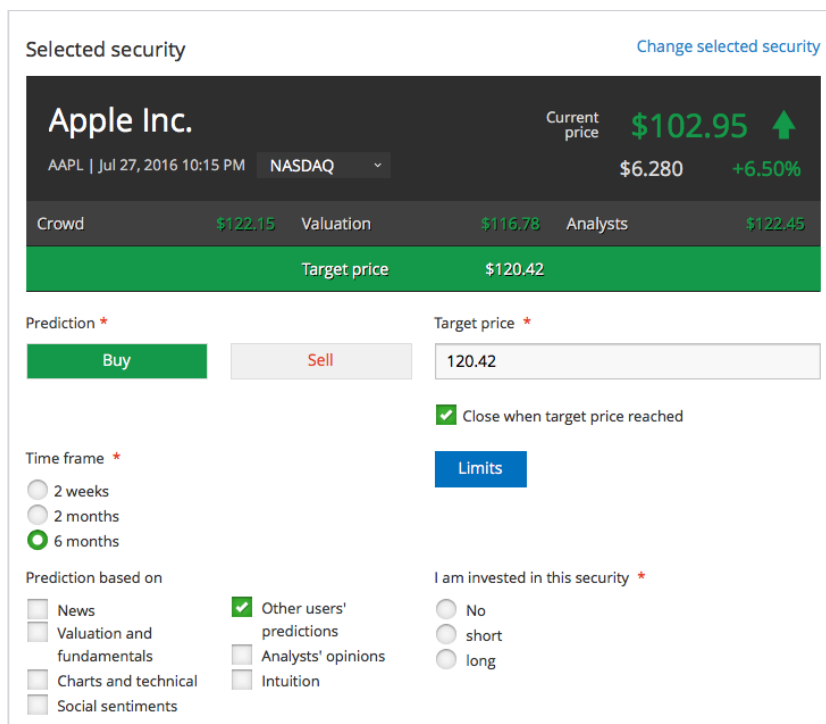 Selected security
Change selected security
Apple Inc.
Current
price
$102.95
AAPL | Jul 27, 2016 10:15 PM
NASDAQ
$6.280
+6.50%
Crowd $122.15 Valuation $116.78 Analysts $122.45
Target price $120.42
Prediction *
Target price *
Buy
Sell
120.42
Close when target price reached
Time frame *
Limits
2 weeks
2 months
6 months
Prediction based on
I am invested in this security *
News
Valuation and
fundamentals
Charts and technical
Social sentiments
Other users'
predictions
Analysts' opinions
Intuition
No
short
long